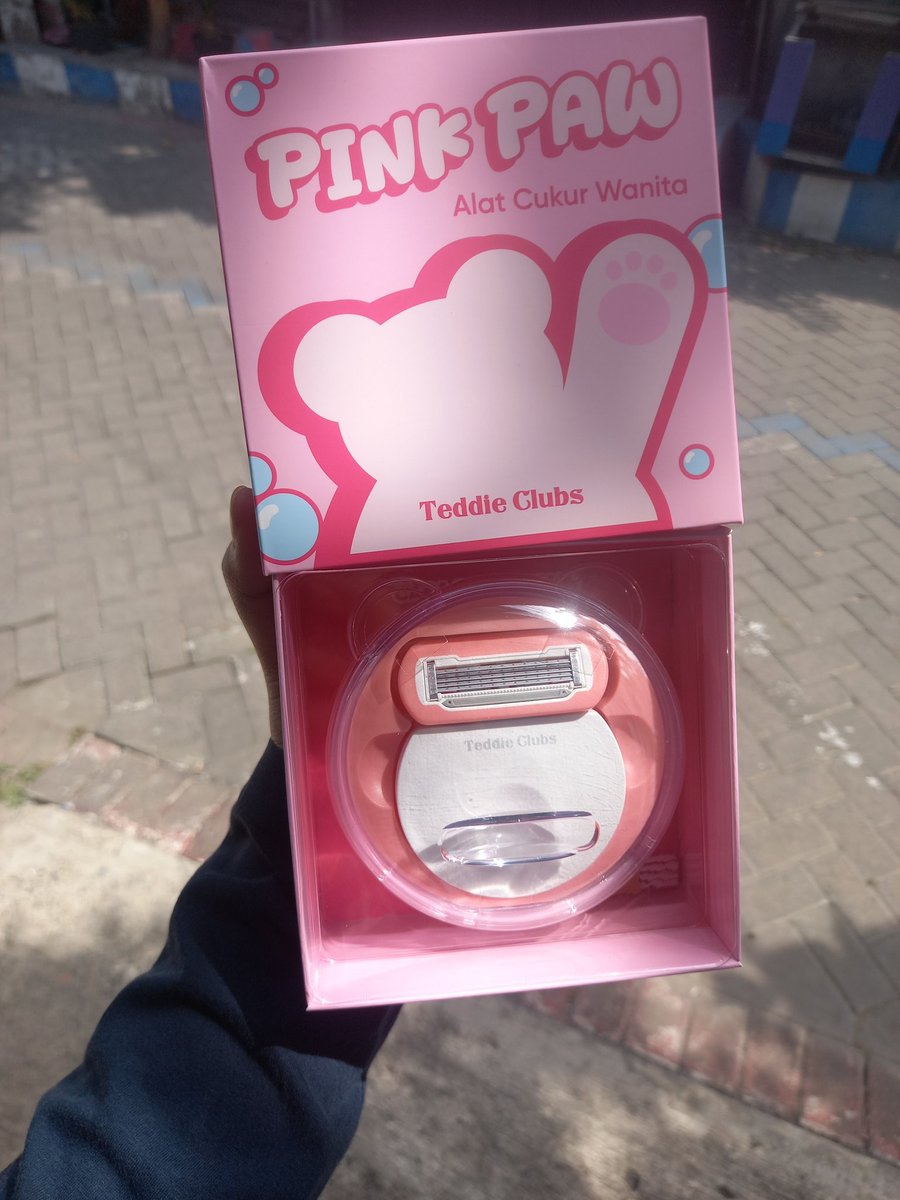 PINK PAW
Alat Cukur Wanita
Teddie Clubs
Teddie Clubs